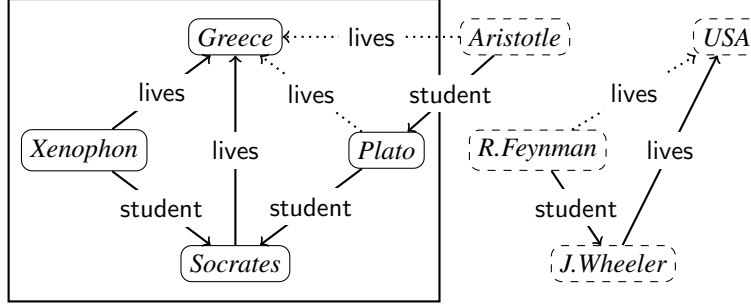 Greece lives Aristotle USA
lives lives student lives
Xenophon lives Plato R.Feynman lives
student student student
Socrates J.Wheeler